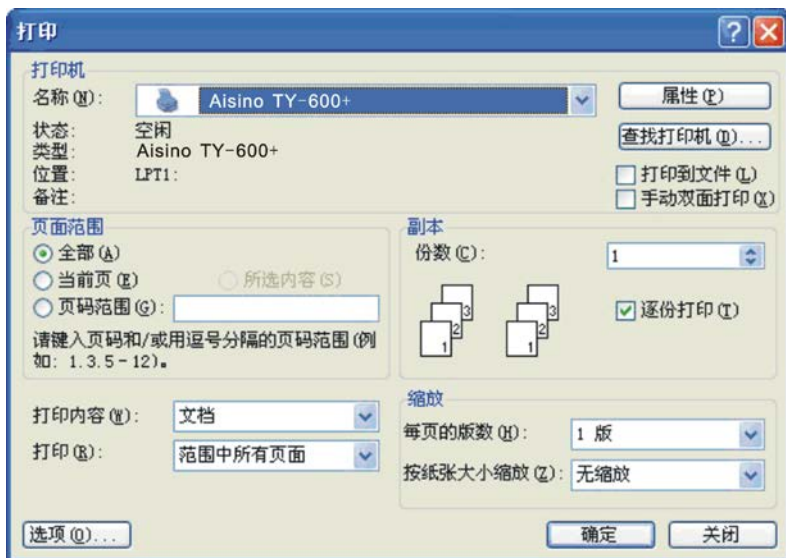 打印
打印机
名称(N): Aisino TY-600+ 属性(P)
状态: 空闲 查找打印机(D)...
类型: Aisino TY-600+
位置: LPT1: 打印到文件(L)
备注: 手动双面打印(X)
页面范围
全部(A)
当前页(E) 所选内容(S)
页码范围(G):
请键入页码和/或用逗号分隔的页码范围(例
如: 1.3.5-12)。
副本
份数(C): 1
1 2 3 1 2 3
逐份打印(T)
打印内容(W): 文档
打印(R): 范围中所有页面
缩放
每页的版数(H): 1 版
按纸张大小缩放(Z): 无缩放
选项(O)... 确定 关闭